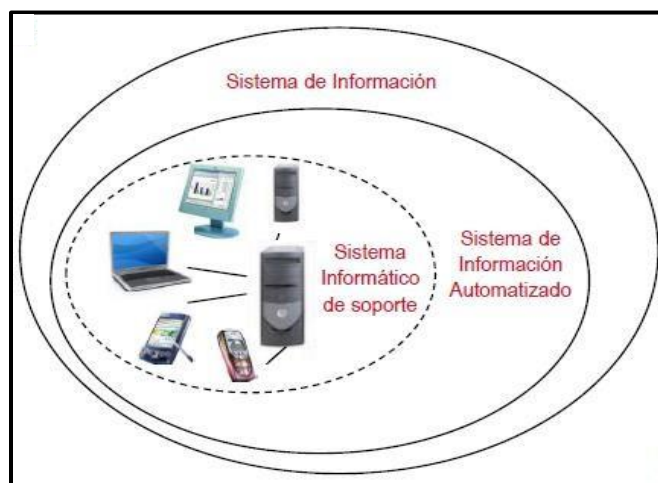 Sistema de Información
Sistema
Informático
de soporte
Sistema de
Información
Automatizado